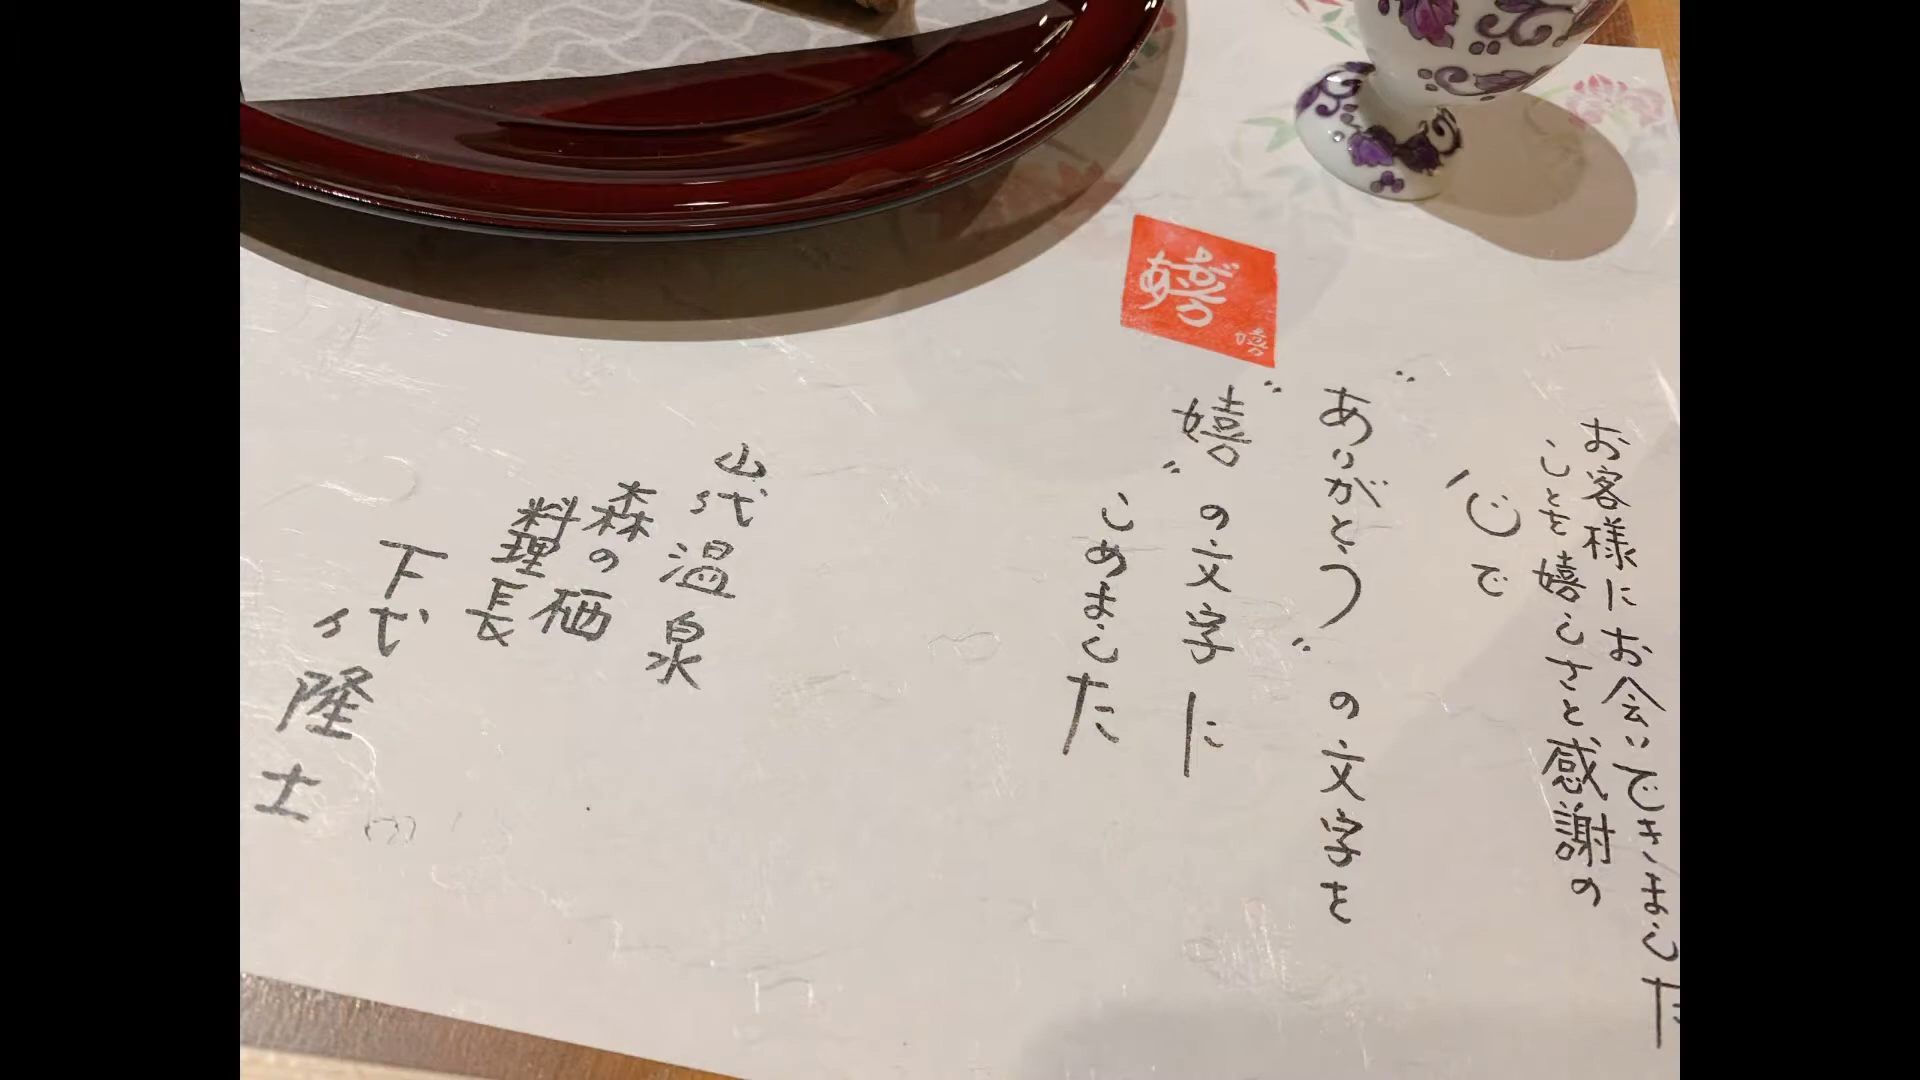 お客様にお会いできました
ことを嬉しさと感謝の
心で
"ありがとう"の文字を
"嬉"の文字に
こめました
山代温泉
森の栖
料理長
下代隆士